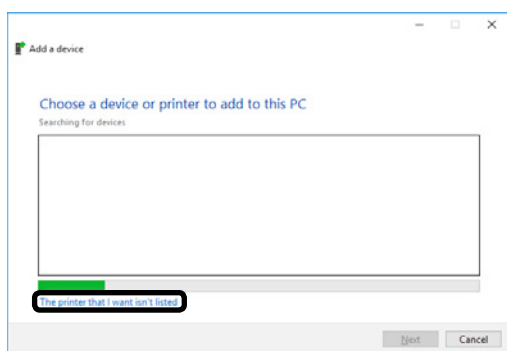 Add a device
Choose a device or printer to add to this PC
Searching for devices
The printer that I want isn't listed
Next
Cancel